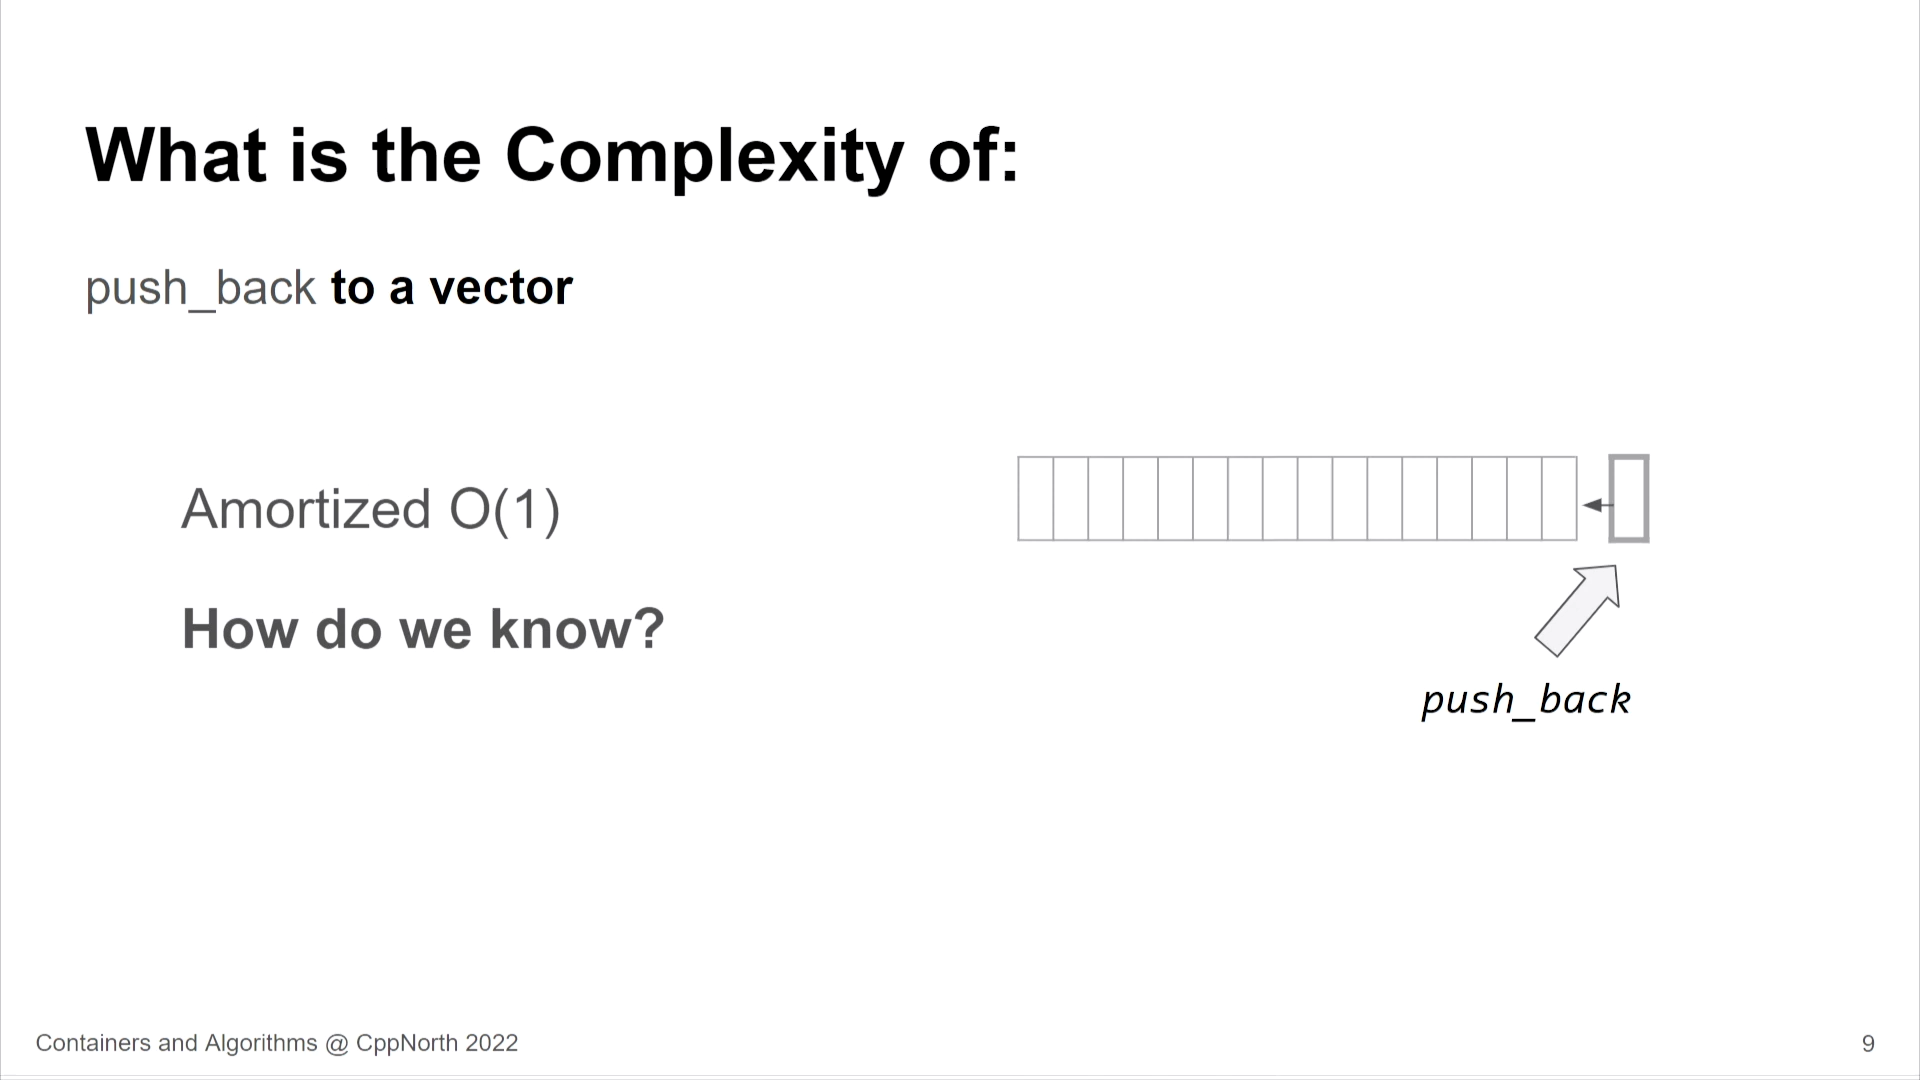 What is the Complexity of:
push_back to a vector
Amortized O(1)
How do we know?
push_back
Containers and Algorithms @ CppNorth 2022
9